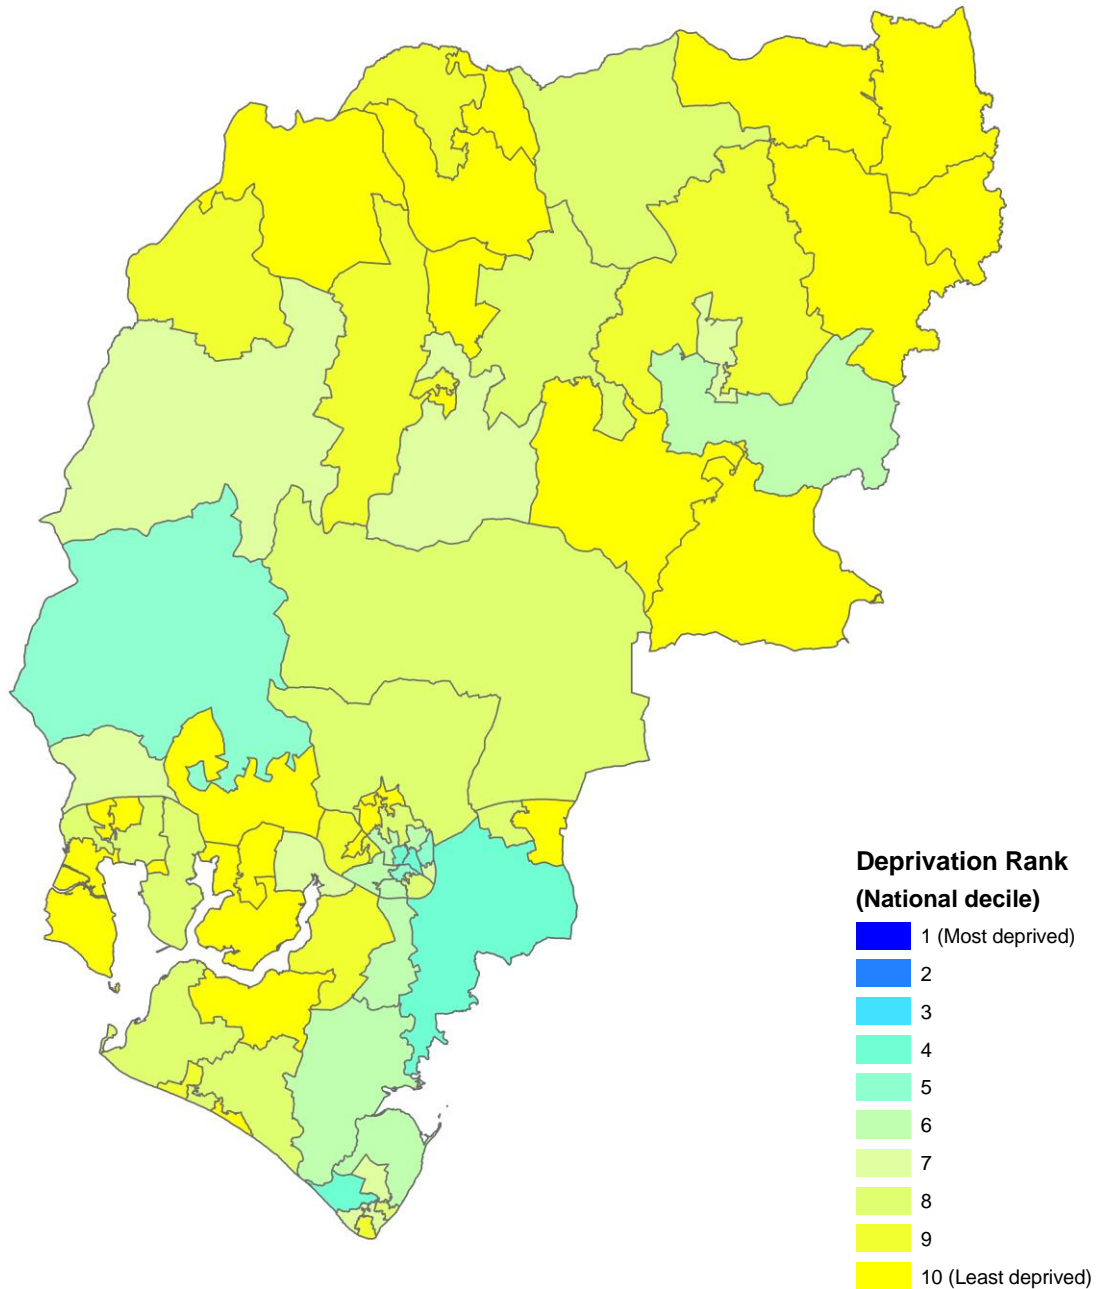 Deprivation Rank
(National decile)
1 (Most deprived)
2
3
4
5
6
7
8
9
10 (Least deprived)